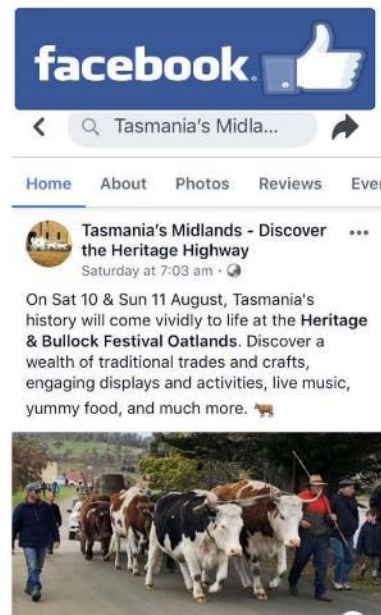 facebook.
Tasmania's Midla...
Home About Photos Reviews Ever
Tasmania's Midlands - Discover
the Heritage Highway
Saturday at 7:03 am ·
On Sat 10 & Sun 11 August, Tasmania's
history will come vividly to life at the Heritage
& Bullock Festival Oatlands. Discover a
wealth of traditional trades and crafts,
engaging displays and activities, live music,
yummy food, and much more. 🐂